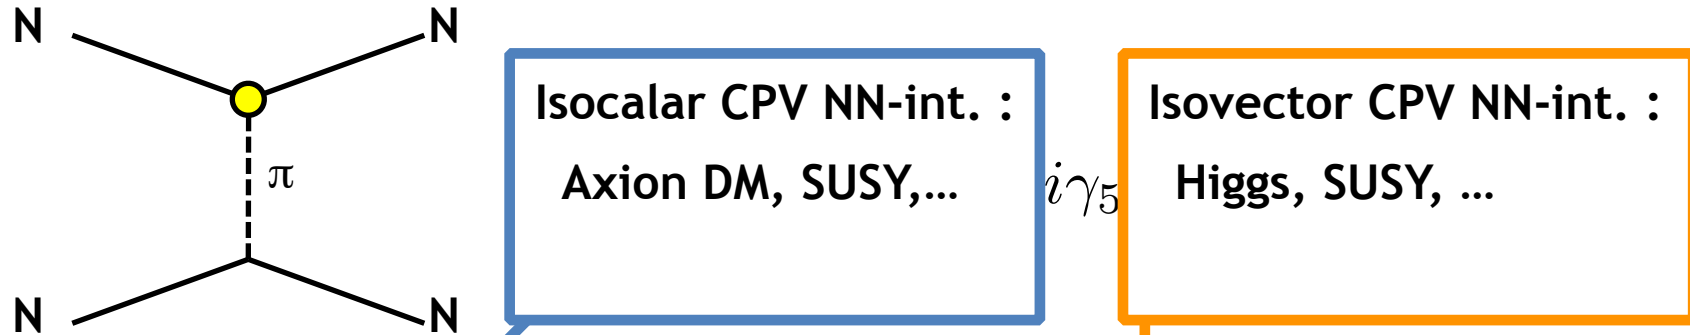 N
N
π
N
N
Isocalar CPV NN-int. :
Axion DM, SUSY,...
iγ5
Isovector CPV NN-int. :
Higgs, SUSY, ...